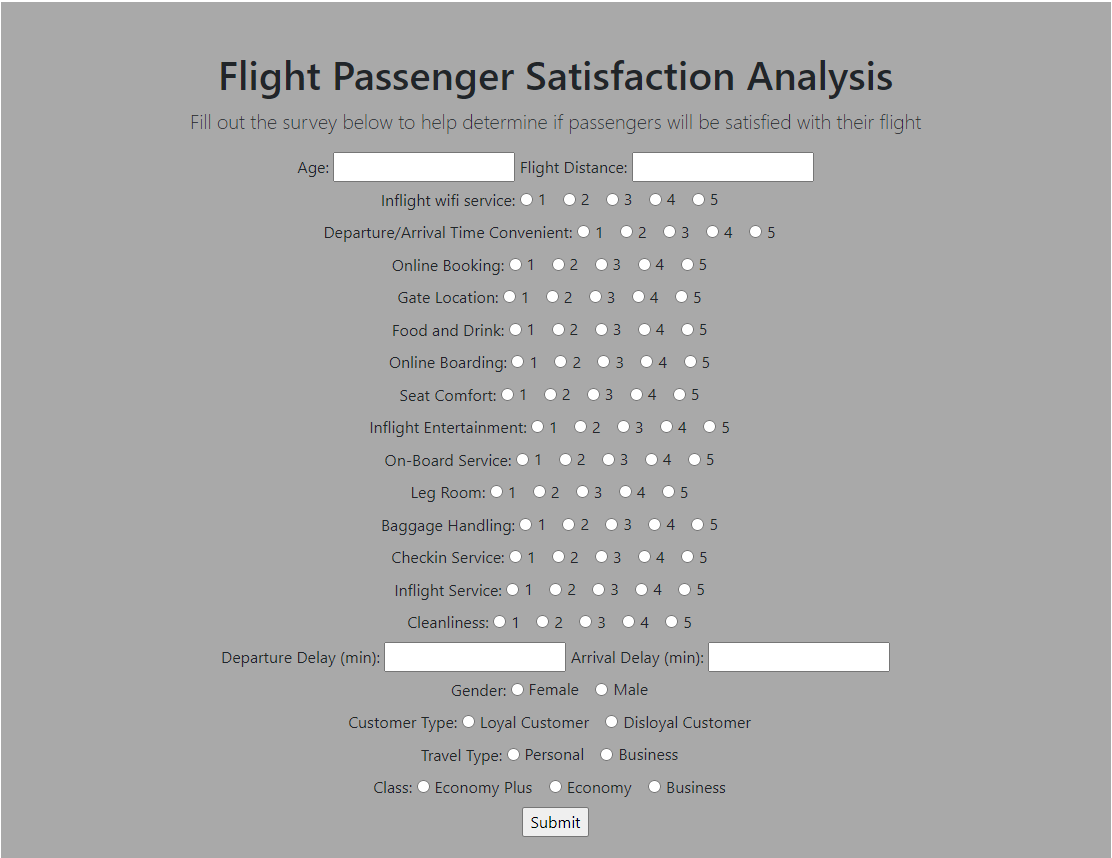 Flight Passenger Satisfaction Analysis
Fill out the survey below to help determine if passengers will be satisfied with their flight
Age: Flight Distance:
Inflight wifi service: 1 2 3 4 5
Departure/Arrival Time Convenient: 1 2 3 4 5
Online Booking: 1 2 3 4 5
Gate Location: 1 2 3 4 5
Food and Drink: 1 2 3 4 5
Online Boarding: 1 2 3 4 5
Seat Comfort: 1 2 3 4 5
Inflight Entertainment: 1 2 3 4 5
On-Board Service: 1 2 3 4 5
Leg Room: 1 2 3 4 5
Baggage Handling: 1 2 3 4 5
Checkin Service: 1 2 3 4 5
Inflight Service: 1 2 3 4 5
Cleanliness: 1 2 3 4 5
Departure Delay (min): Arrival Delay (min):
Gender: Female Male
Customer Type: Loyal Customer Disloyal Customer
Travel Type: Personal Business
Class: Economy Plus Economy Business
Submit